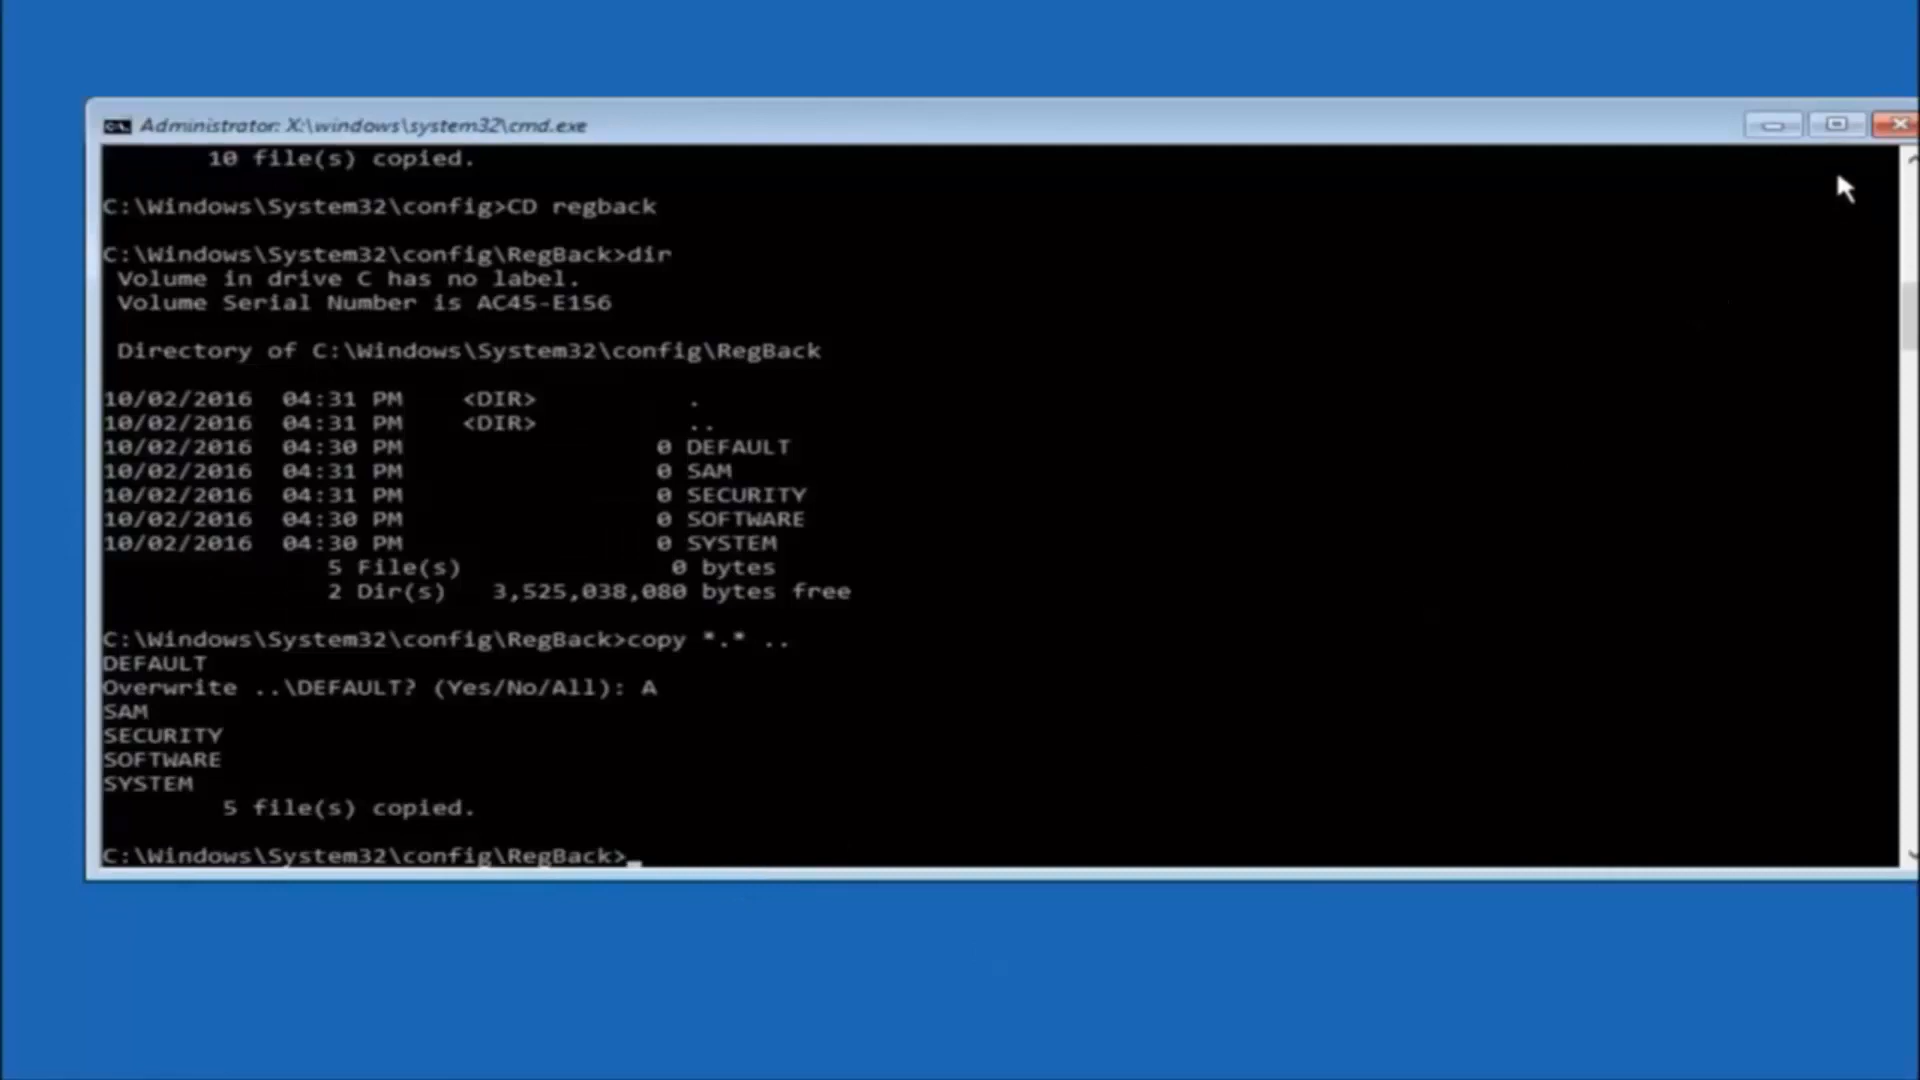 Administrator: X:\windows\system32\cmd.exe
10 file(s) copied.
C:\Windows\System32\config>CD regback
C:\Windows\System32\config\RegBack>dir
Volume in drive C has no label.
Volume Serial Number is AC45-E156
Directory of C:\Windows\System32\config\RegBack
10/02/2016  04:31 PM    <DIR>          .
10/02/2016  04:31 PM    <DIR>          ..
10/02/2016  04:30 PM                 0 DEFAULT
10/02/2016  04:31 PM                 0 SAM
10/02/2016  04:31 PM                 0 SECURITY
10/02/2016  04:30 PM                 0 SOFTWARE
10/02/2016  04:30 PM                 0 SYSTEM
5 File(s)              0 bytes
2 Dir(s)   3,525,038,080 bytes free
C:\Windows\System32\config\RegBack>copy *.* ..
DEFAULT
Overwrite ..\DEFAULT? (Yes/No/All): A
SAM
SECURITY
SOFTWARE
SYSTEM
5 file(s) copied.
C:\Windows\System32\config\RegBack>_